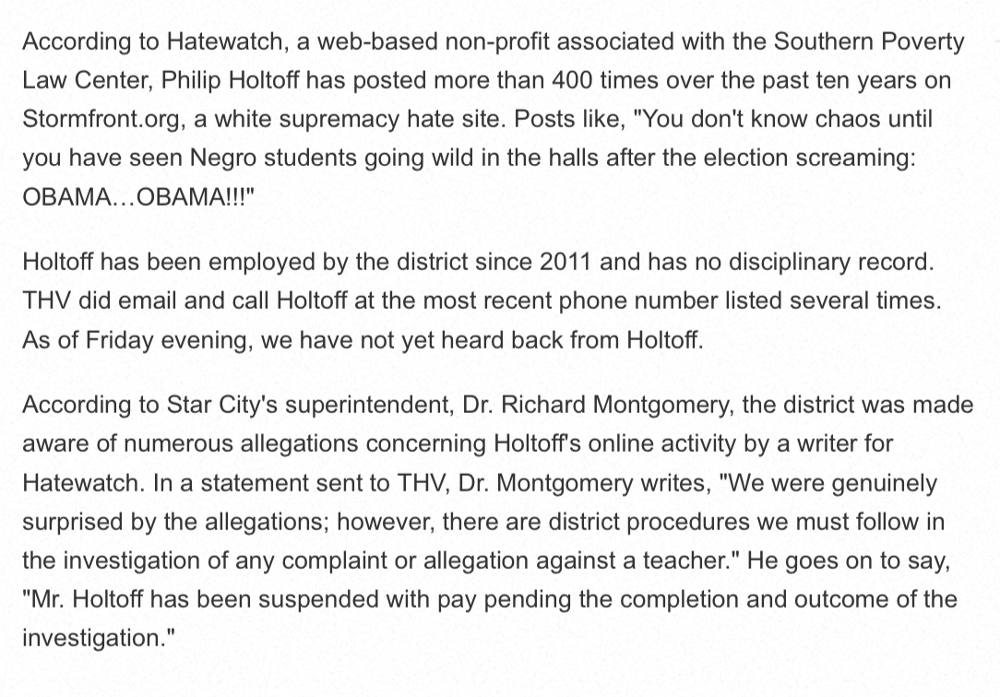 According to Hatewatch, a web-based non-profit associated with the Southern Poverty
Law Center, Philip Holtoff has posted more than 400 times over the past ten years on
Stormfront.org, a white supremacy hate site. Posts like, "You don't know chaos until
you have seen Negro students going wild in the halls after the election screaming:
OBAMA…OBAMA!!!"
Holtoff has been employed by the district since 2011 and has no disciplinary record.
THV did email and call Holtoff at the most recent phone number listed several times.
As of Friday evening, we have not yet heard back from Holtoff.
According to Star City's superintendent, Dr. Richard Montgomery, the district was made
aware of numerous allegations concerning Holtoff's online activity by a writer for
Hatewatch. In a statement sent to THV, Dr. Montgomery writes, "We were genuinely
surprised by the allegations; however, there are district procedures we must follow in
the investigation of any complaint or allegation against a teacher." He goes on to say,
"Mr. Holtoff has been suspended with pay pending the completion and outcome of the
investigation."